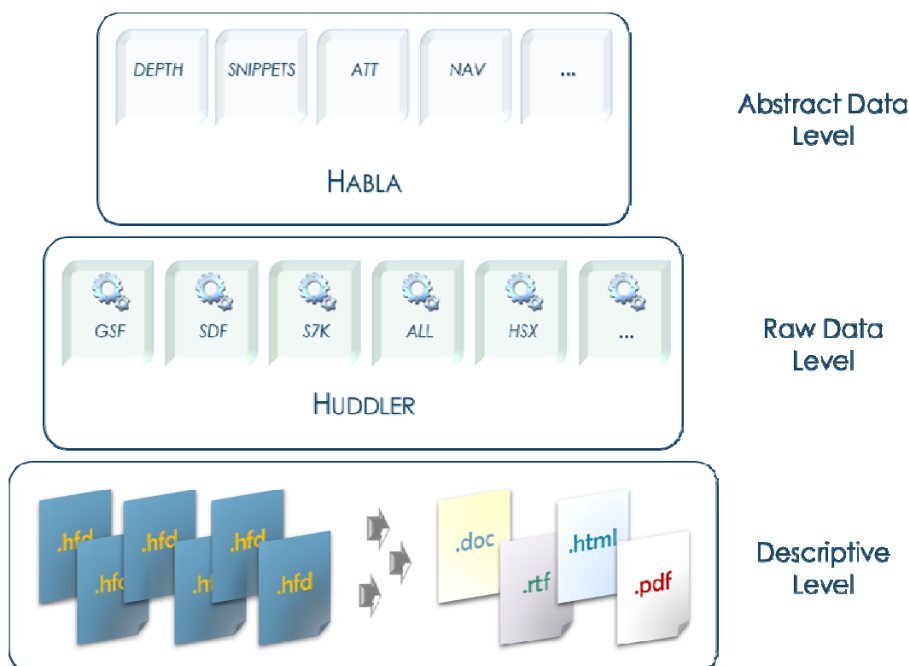 DEPTH
SNIPPETS
ATT
NAV
...
HABLA
Abstract Data
Level
GSF
SDF
S7K
ALL
HSX
...
HUDDLER
Raw Data
Level
.hfd
.hfd
.hfd
.hfd
.hfd
.hfd
.doc
.rtf
.html
.pdf
Descriptive
Level